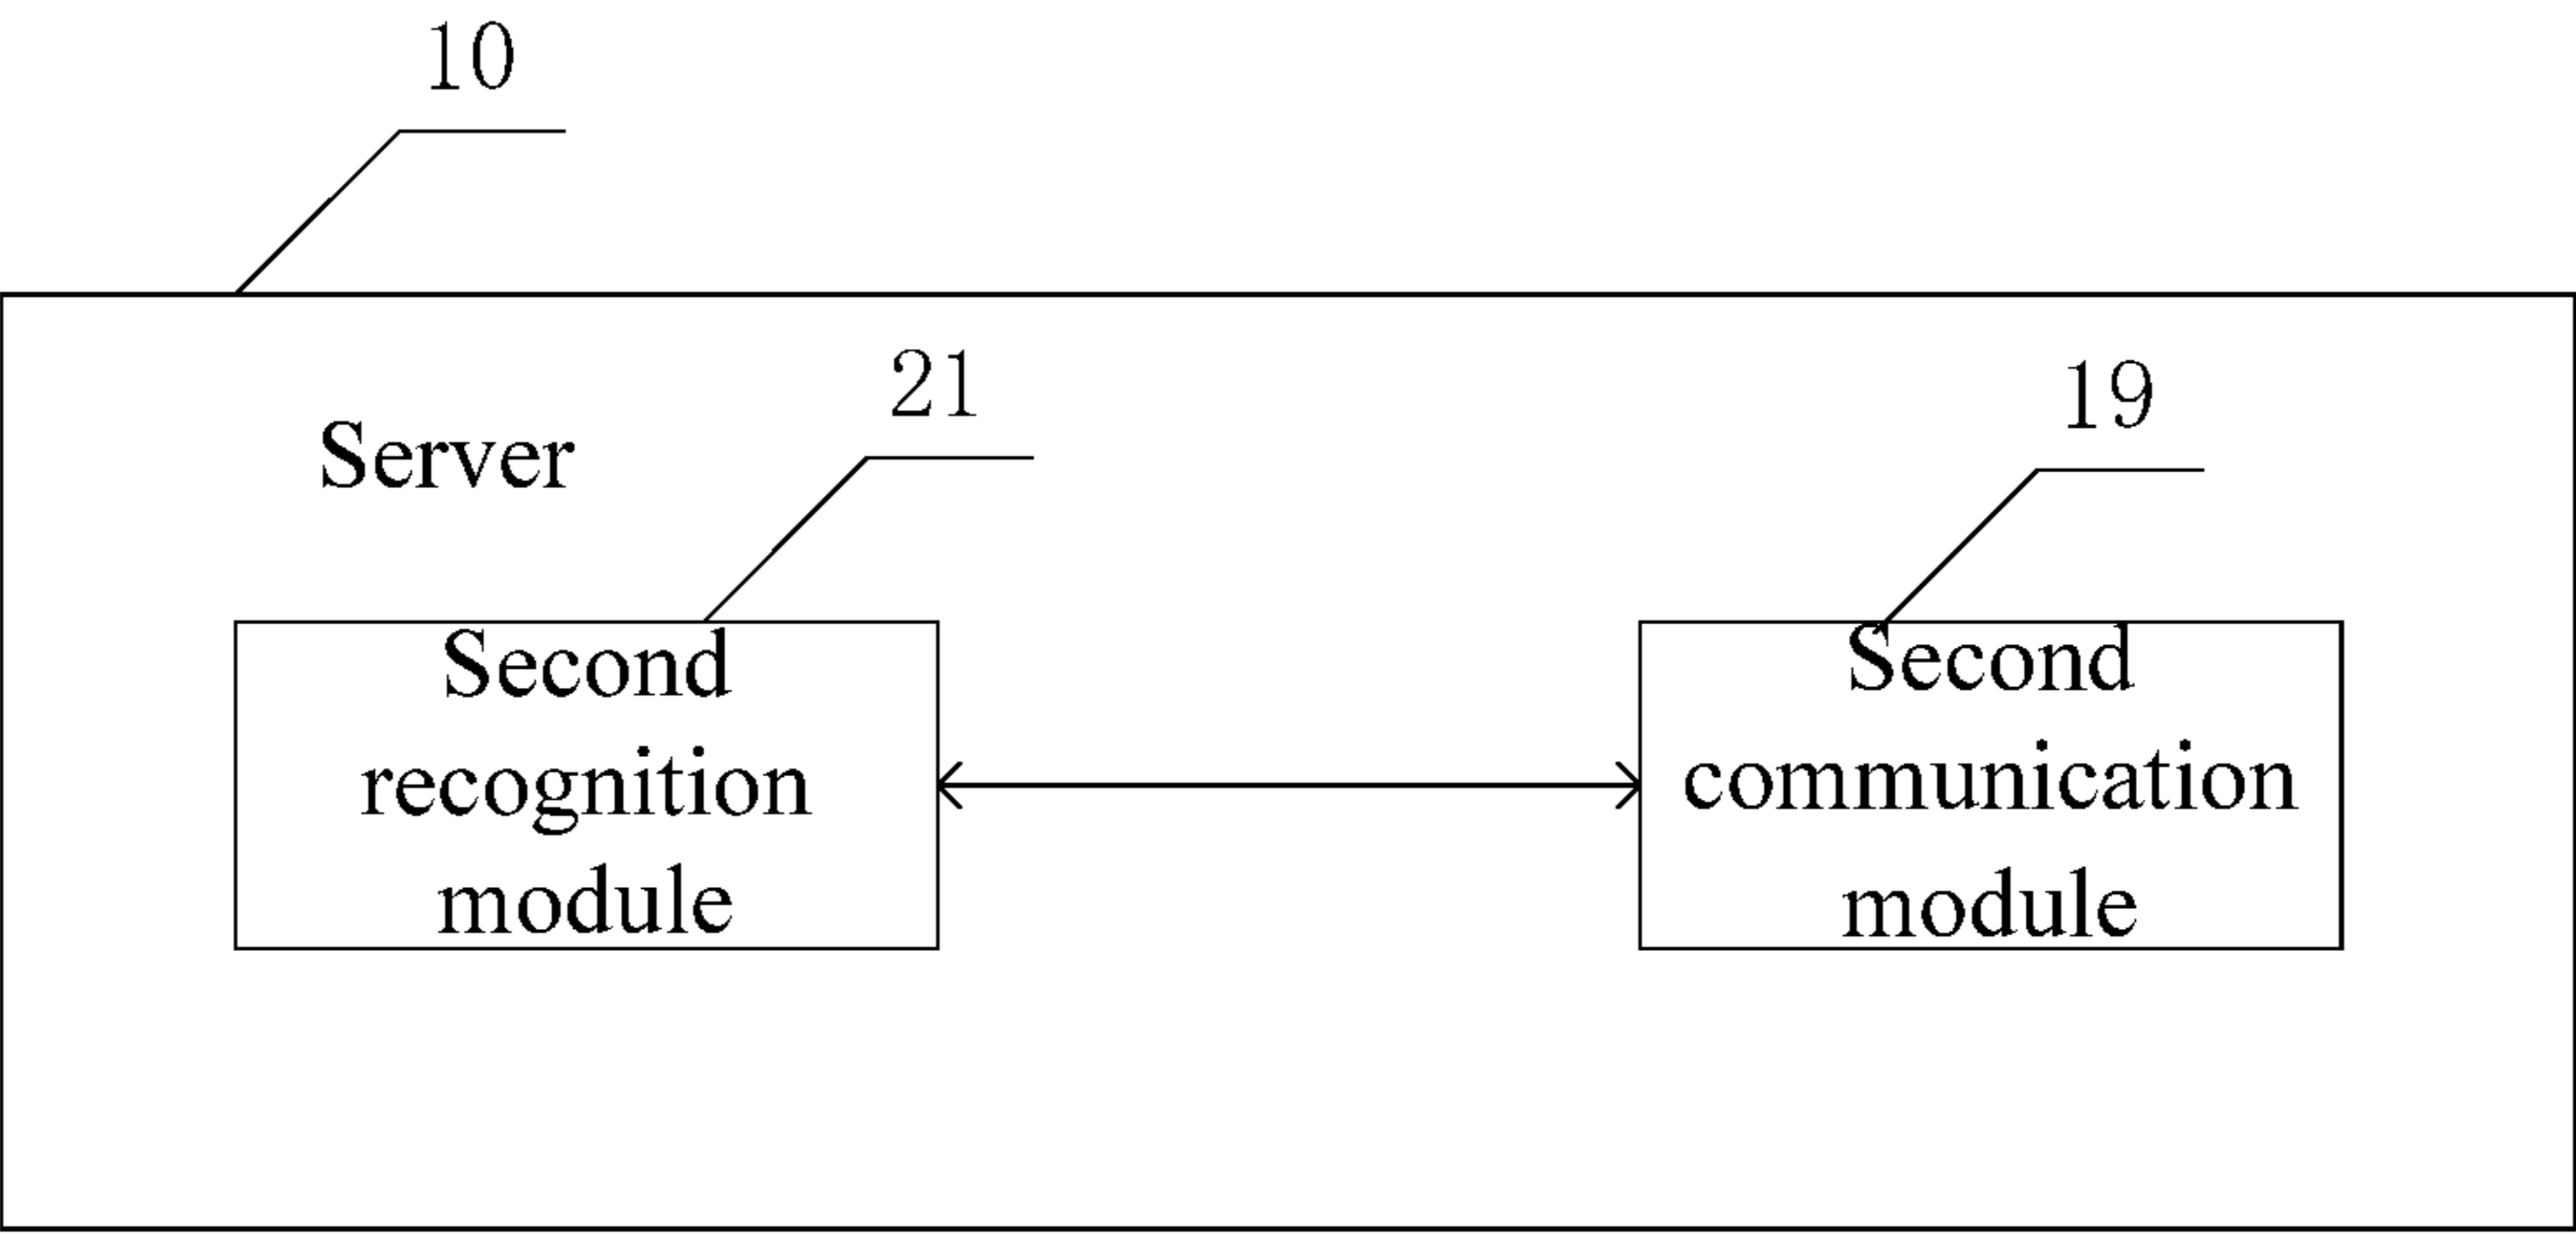 10
21
19
Server
Second
recognition
module
Second
communication
module